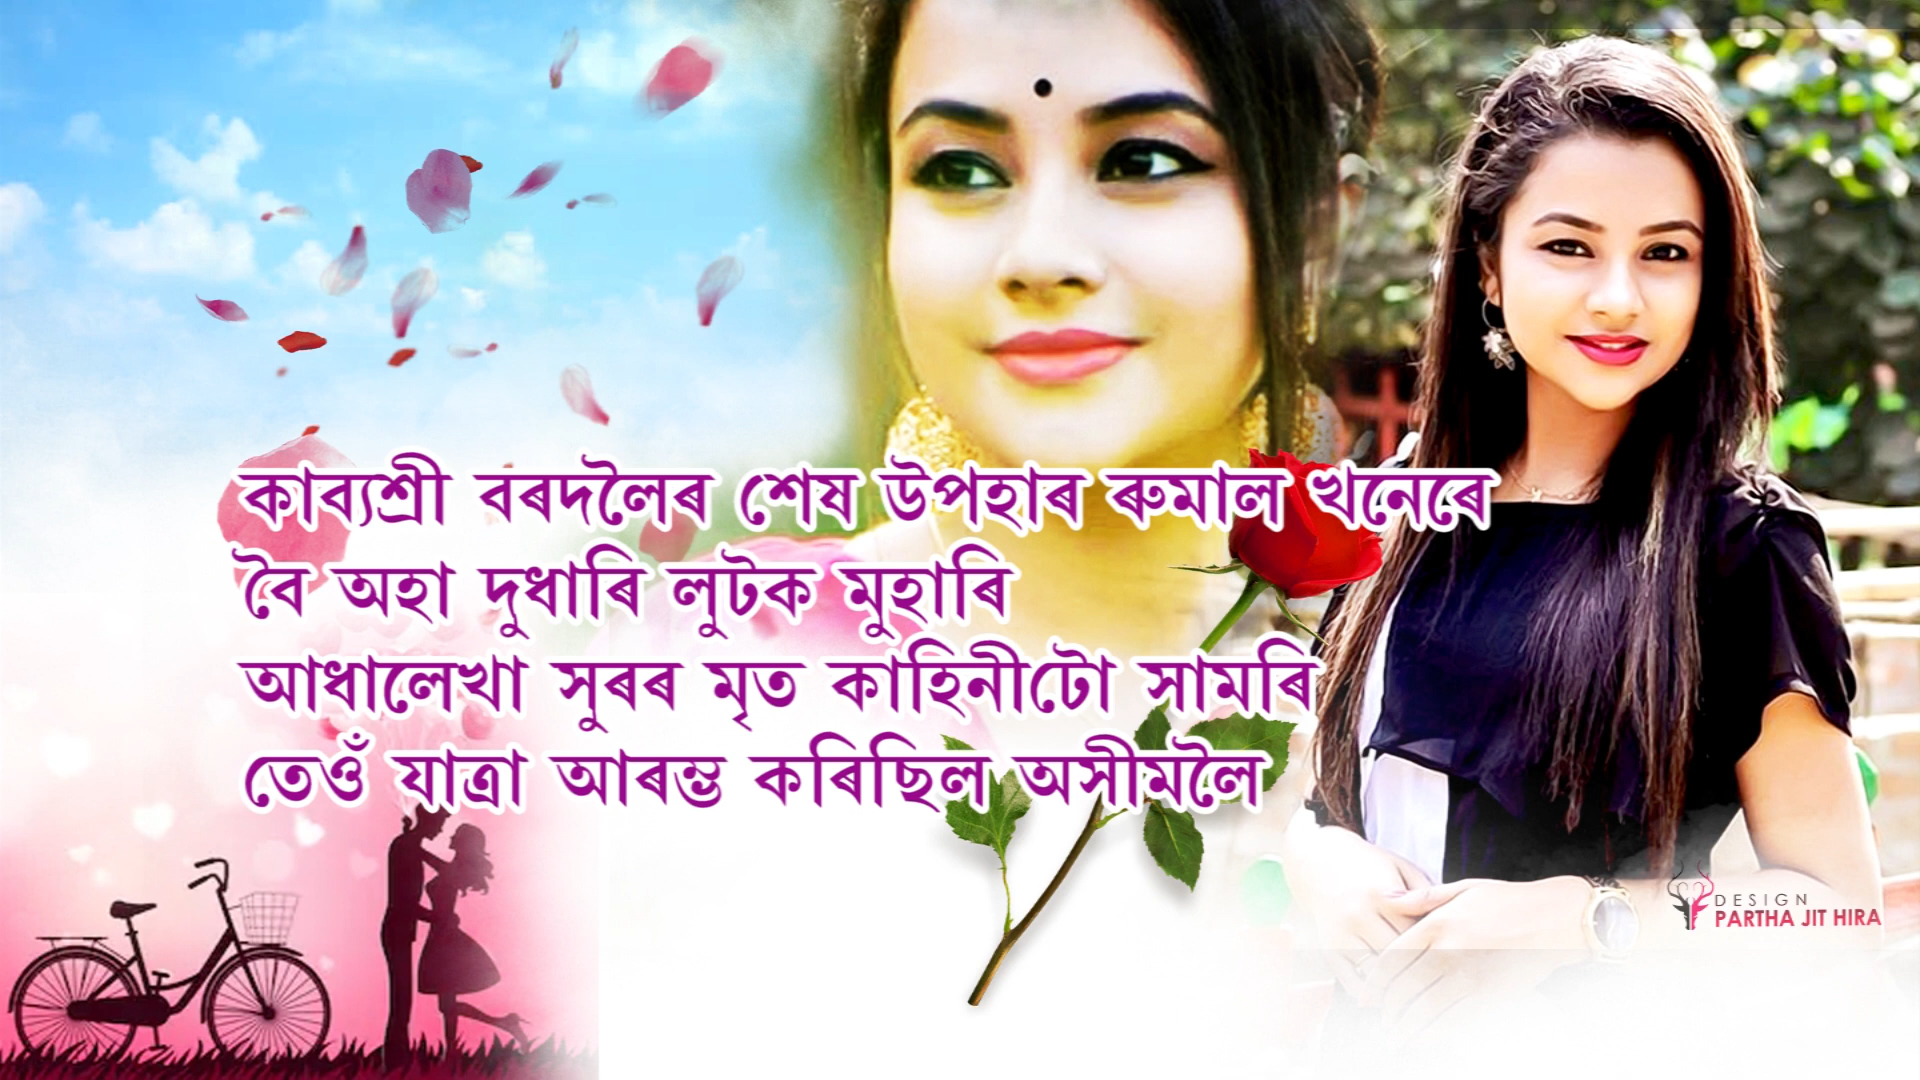 কাব্যশ্ৰী বৰদলৈৰ শেষ উপহাৰ ৰুমাল খনেৰে
বৈ অহা দুধাৰি লুটক মুহাৰি
আধালেখা সুৰৰ মৃত কাহিনীটো সামৰি
তেওঁ যাত্ৰা আৰম্ভ কৰিছিল অসীমলৈ
DESIGN
PARTHA JIT HIRA